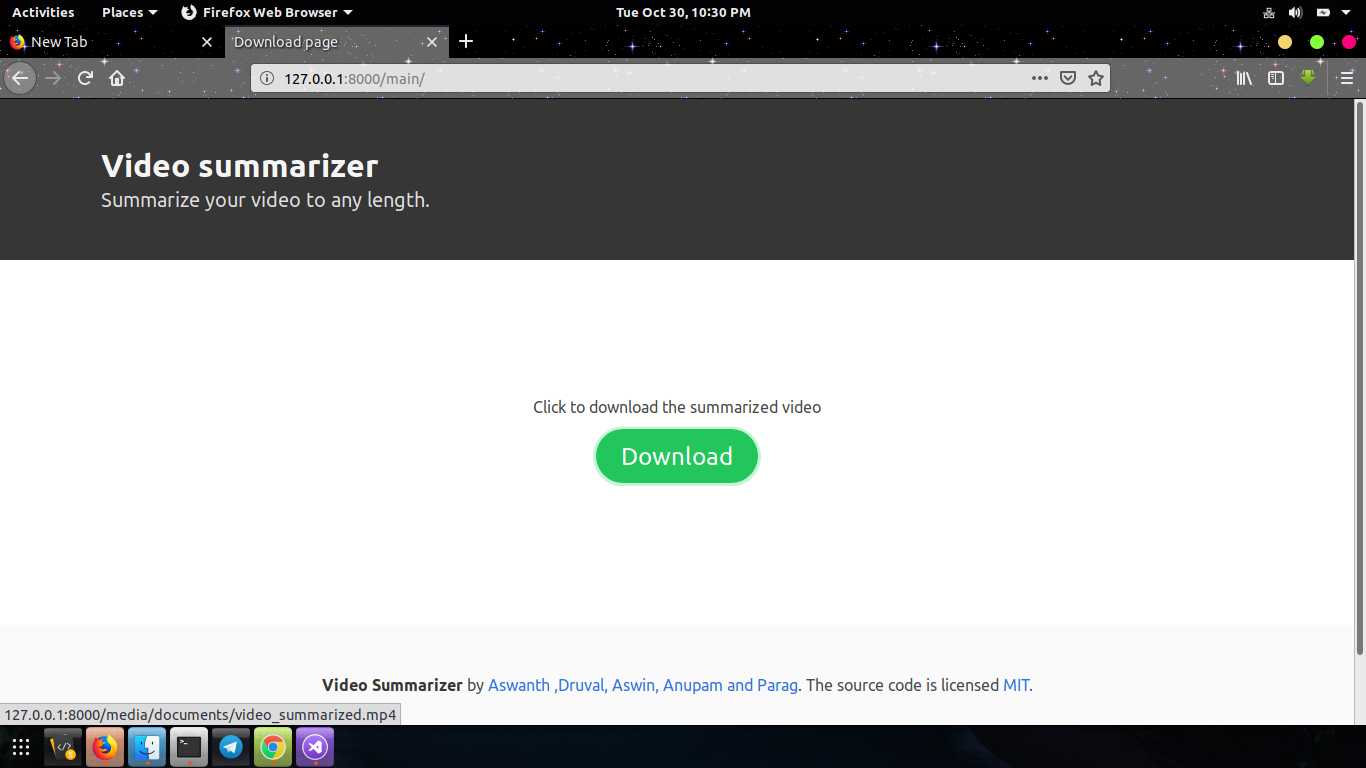 Activities Places Firefox Web Browser Tue Oct 30, 10:30 PM
New Tab Download page
127.0.0.1:8000/main/
Video summarizer
Summarize your video to any length.
Click to download the summarized video
Download
Video Summarizer by Aswanth ,Druval, Aswin, Anupam and Parag. The source code is licensed MIT.
127.0.0.1:8000/media/documents/video_summarized.mp4